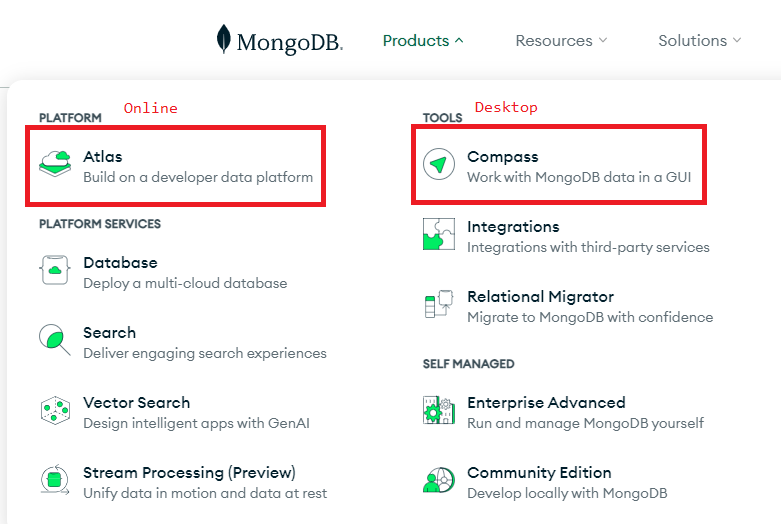 MongoDB.
Products
Resources
Solutions
PLATFORM
Online
Atlas
Build on a developer data platform
PLATFORM SERVICES
Database
Deploy a multi-cloud database
Search
Deliver engaging search experiences
Vector Search
Design intelligent apps with GenAI
Stream Processing (Preview)
Unify data in motion and data at rest
TOOLS
Desktop
Compass
Work with MongoDB data in a GUI
Integrations
Integrations with third-party services
Relational Migrator
Migrate to MongoDB with confidence
SELF MANAGED
Enterprise Advanced
Run and manage MongoDB yourself
Community Edition
Develop locally with MongoDB